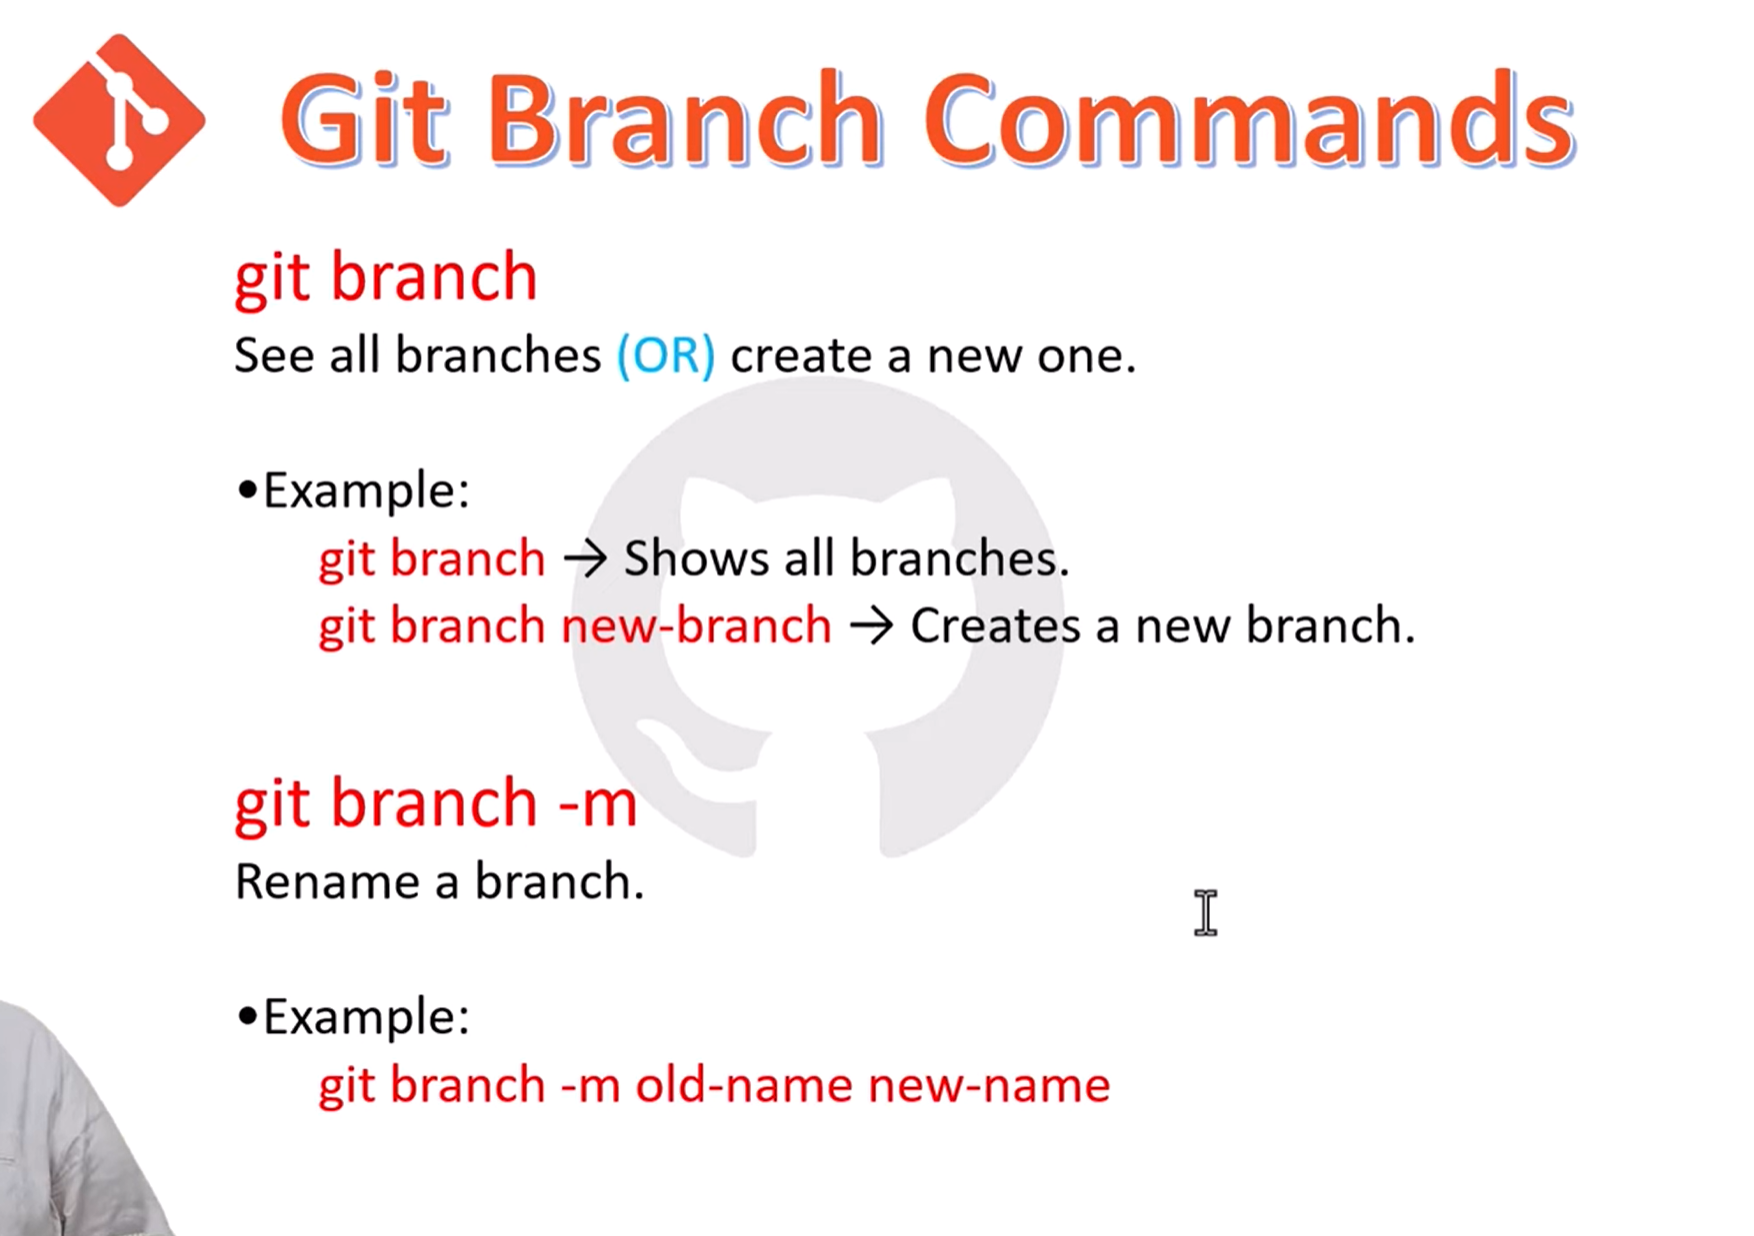 Git Branch Commands
git branch
See all branches (OR) create a new one.
•Example:
git branch → Shows all branches.
git branch new-branch → Creates a new branch.
git branch -m
Rename a branch.
•Example:
git branch -m old-name new-name